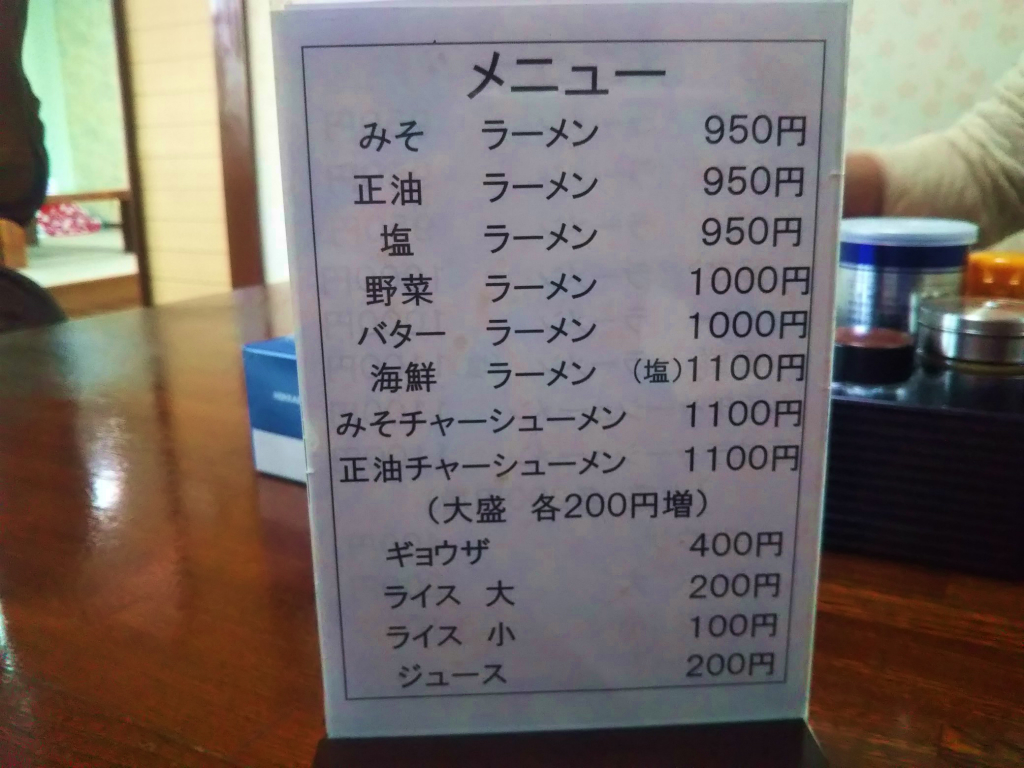 メニュー
みそ ラーメン 950円
正油 ラーメン 950円
塩 ラーメン 950円
野菜 ラーメン 1000円
バター ラーメン 1000円
海鮮 ラーメン (塩)1100円
みそチャーシューメン 1100円
正油チャーシューメン 1100円
(大盛 各200円増)
ギョウザ 400円
ライス 大 200円
ライス 小 100円
ジュース 200円